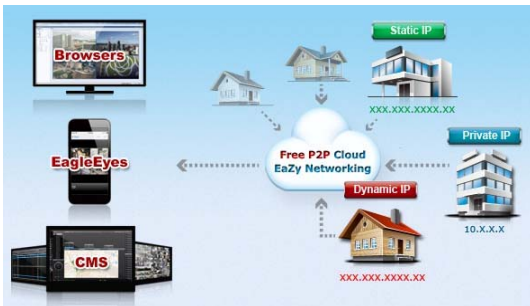 Browsers
Static IP
XXX.XXX.XXXX.XX
EagleEyes
Free P2P Cloud
EaZy Networking
Private IP
10.X.X.X
Dynamic IP
XXX.XXX.XXXX.XX
CMS